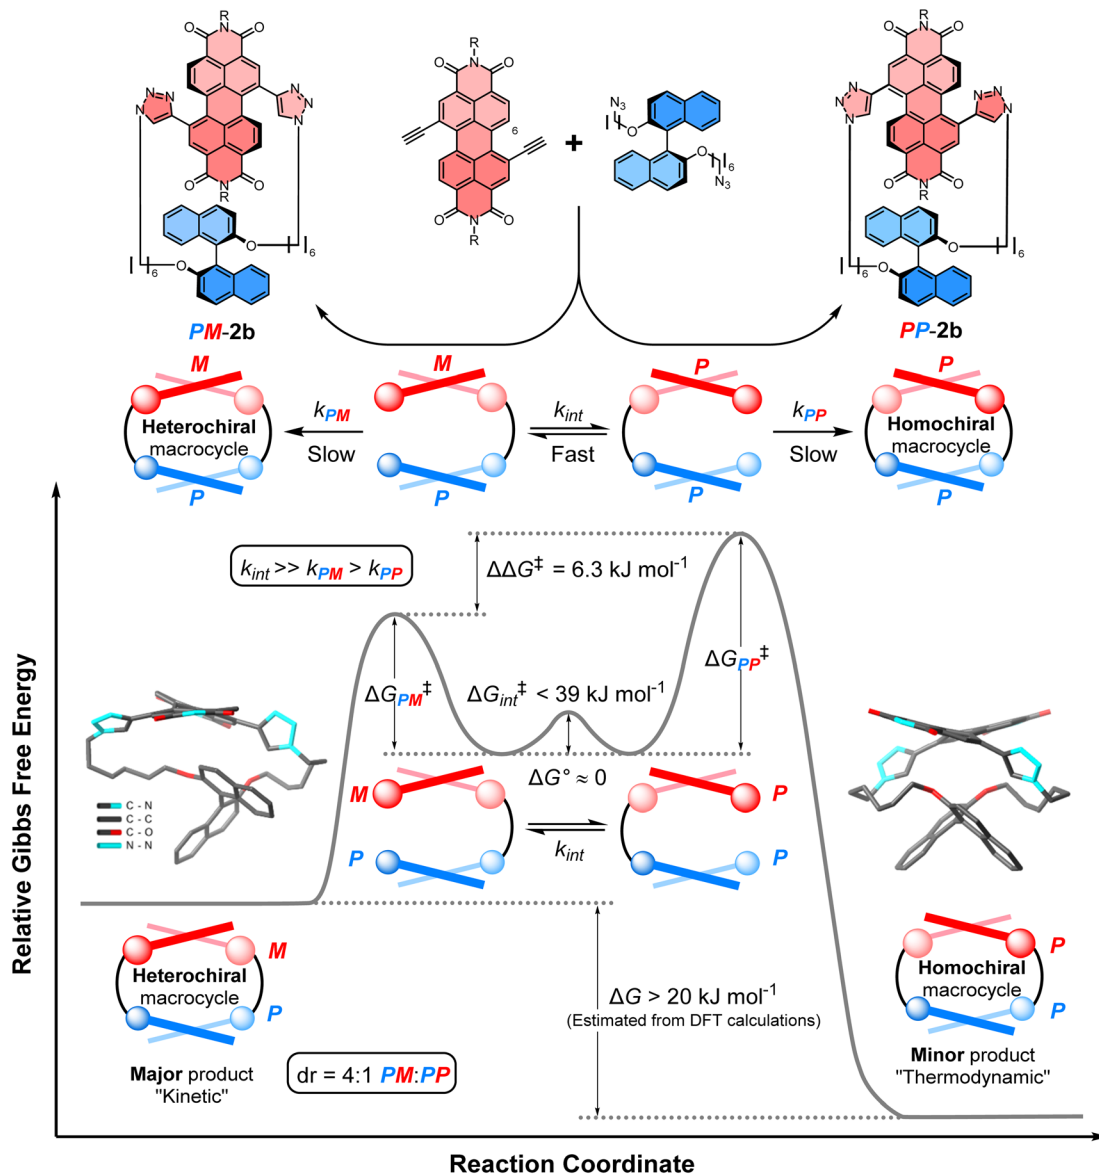 R
O N O
N N N
N N N
O N O
R
O O
6 6
PM-2b
R
O N O
6
O N O
R
+
N3
6 O
O 6
N3
R
O N O
N N N
N N N
O N O
R
O O
6 6
PP-2b
M
Heterochiral
macrocycle
P
kPM
Slow
M
P
kint
Fast
P
P
kPP
Slow
P
Homochiral
macrocycle
P
kint >> kPM > kPP
ΔΔG‡ = 6.3 kJ mol-1
ΔGPM‡
ΔGint‡ < 39 kJ mol-1
ΔGPP‡
ΔG° ≈ 0
C - N
C - C
C - O
N - N
M
P
kint
P
P
Heterochiral
macrocycle
M
P
Major product
"Kinetic"
dr = 4:1 PM:PP
ΔG > 20 kJ mol-1
(Estimated from DFT calculations)
Homochiral
macrocycle
P
P
Minor product
"Thermodynamic"
Relative Gibbs Free Energy
Reaction Coordinate